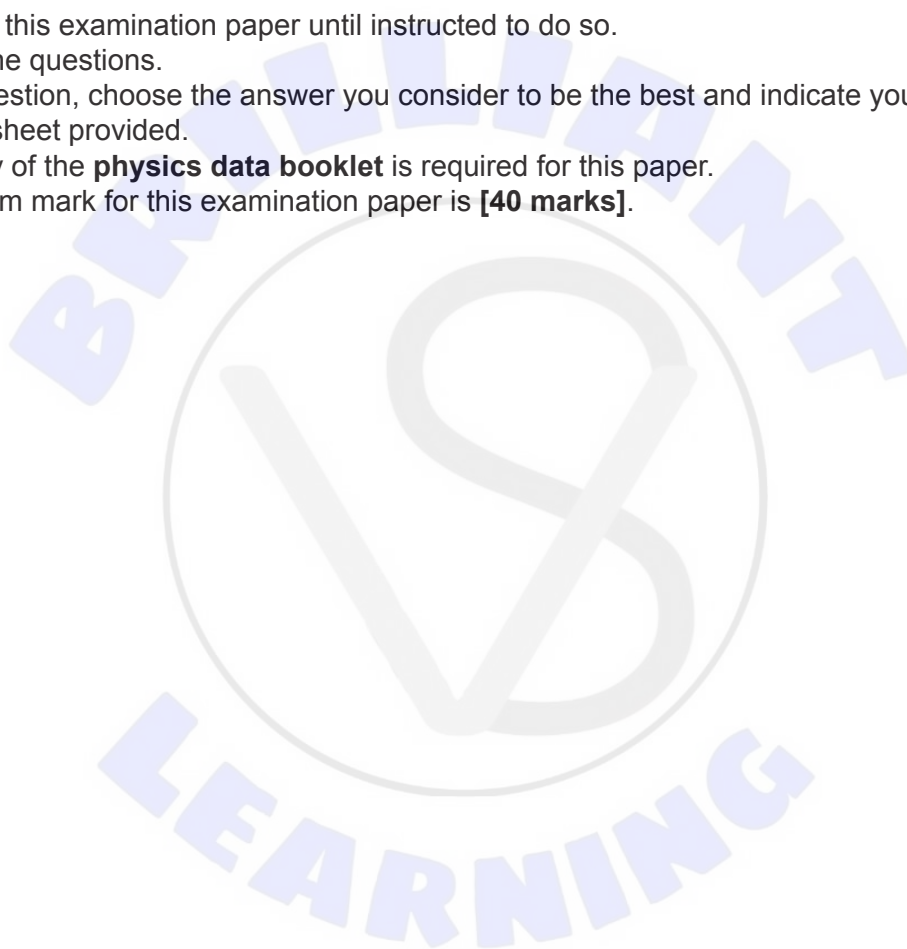 this examination paper until instructed to do so.
ne questions.
estion, choose the answer you consider to be the best and indicate you
sheet provided.
y of the physics data booklet is required for this paper.
m mark for this examination paper is [40 marks].
BRILLIANT
VS
LEARNING